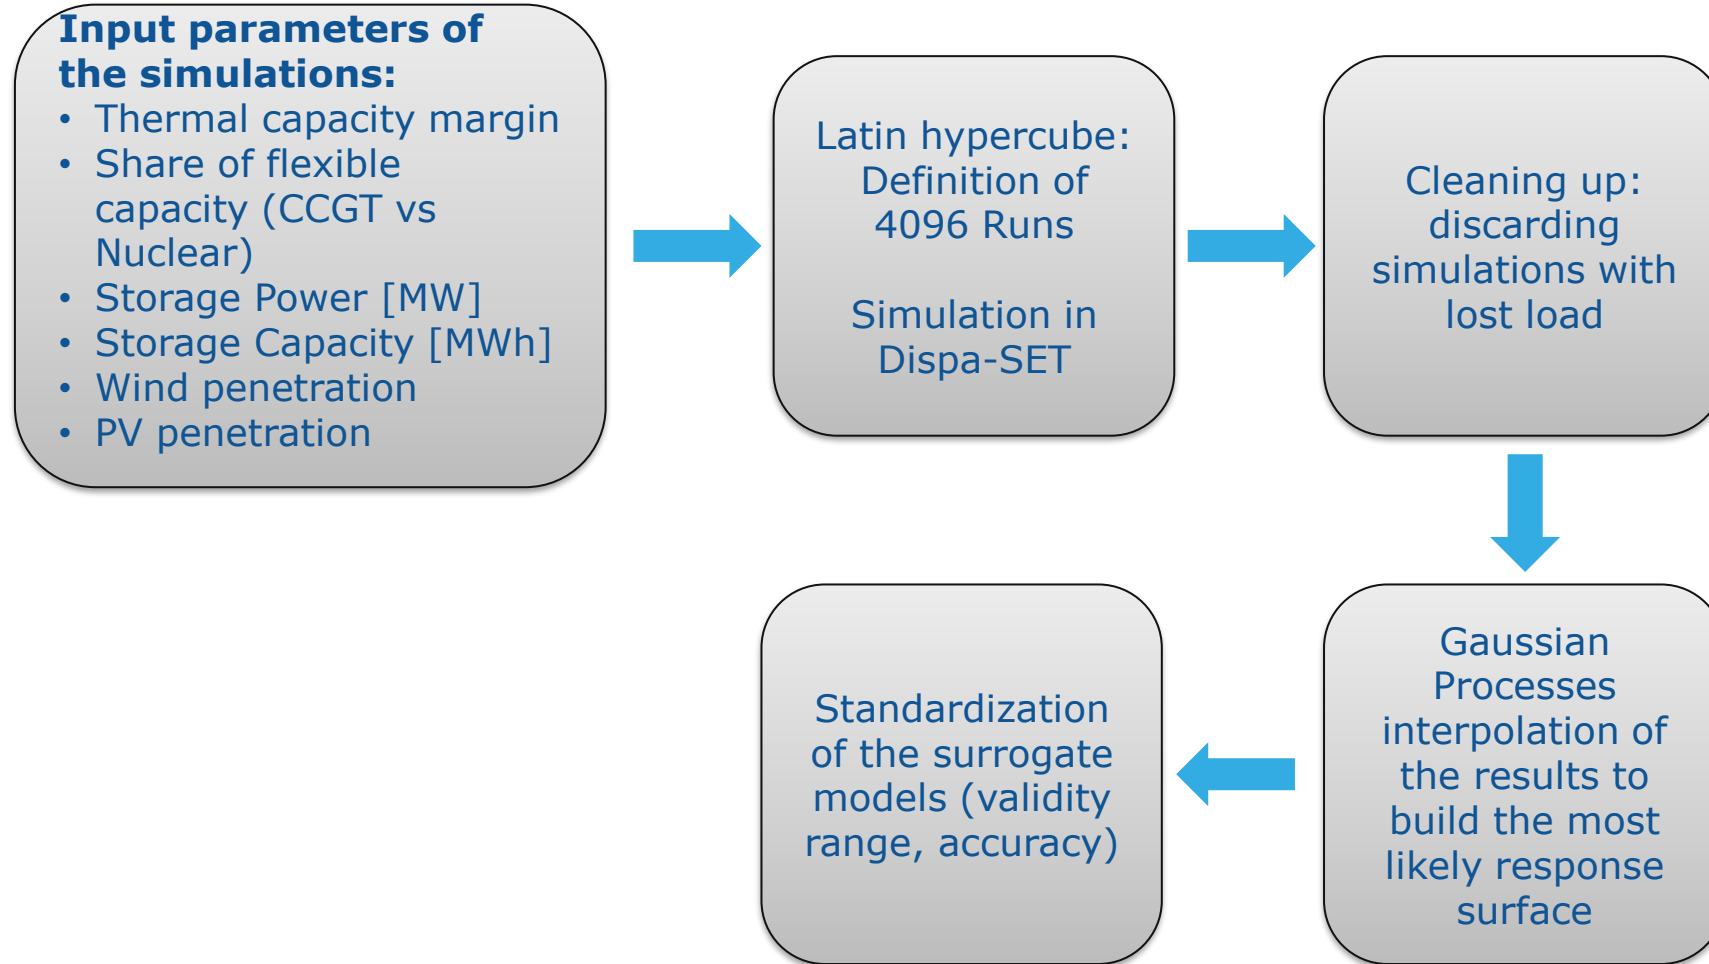 Input parameters of
the simulations:
• Thermal capacity margin
• Share of flexible
capacity (CCGT vs
Nuclear)
• Storage Power [MW]
• Storage Capacity [MWh]
• Wind penetration
• PV penetration
Latin hypercube:
Definition of
4096 Runs
Simulation in
Dispa-SET
Cleaning up:
discarding
simulations with
lost load
Gaussian
Processes
interpolation of
the results to
build the most
likely response
surface
Standardization
of the surrogate
models (validity
range, accuracy)